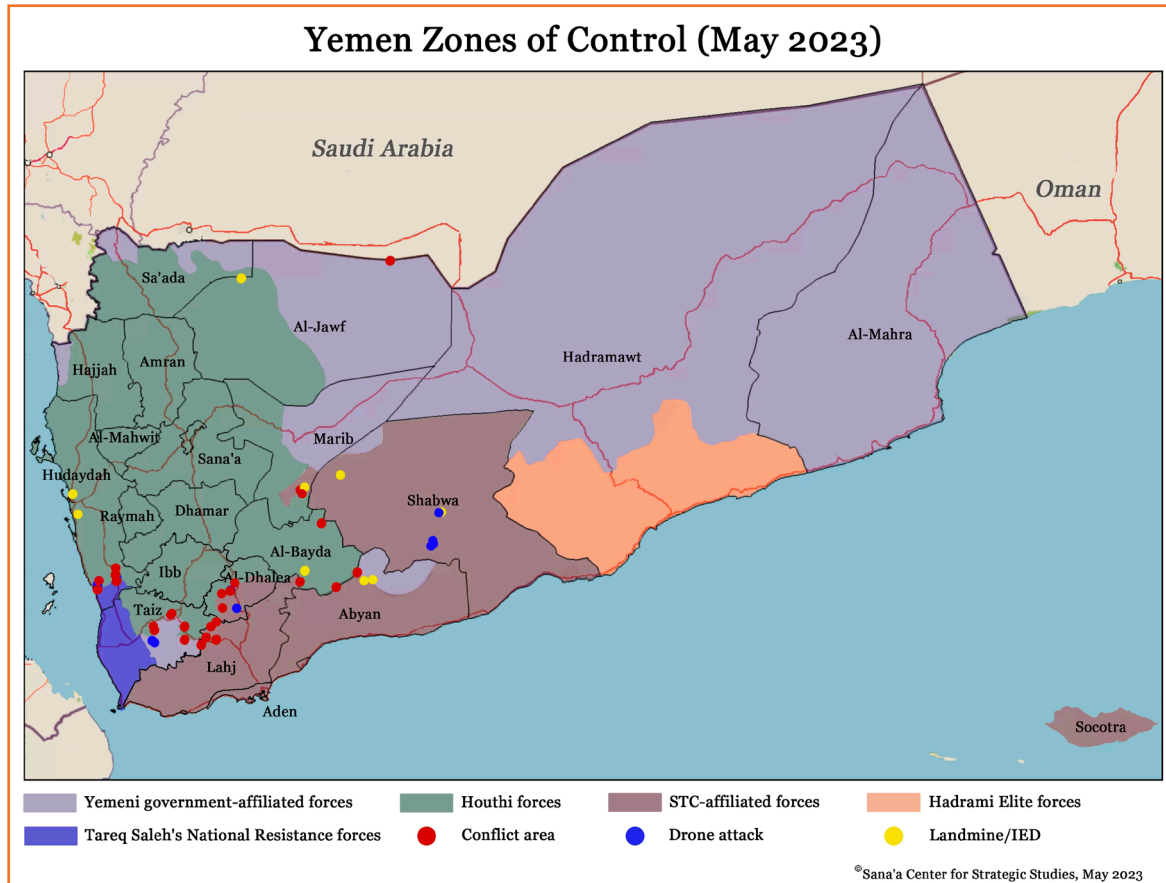 Yemen Zones of Control (May 2023)
Saudi Arabia
Oman
Sa'ada
Al-Jawf
Al-Mahra
Hadramawt
Hajjah
Amran
Al-Mahwit
Marib
Sana'a
Hudaydah
Shabwa
Raymah
Dhamar
Al-Bayda
Ibb
Al-Dhalea
Taiz
Abyan
Lahj
Aden
Socotra
Yemeni government-affiliated forces
Houthi forces
STC-affiliated forces
Hadrami Elite forces
Tareq Saleh's National Resistance forces
Conflict area
Drone attack
Landmine/IED
©Sana'a Center for Strategic Studies, May 2023